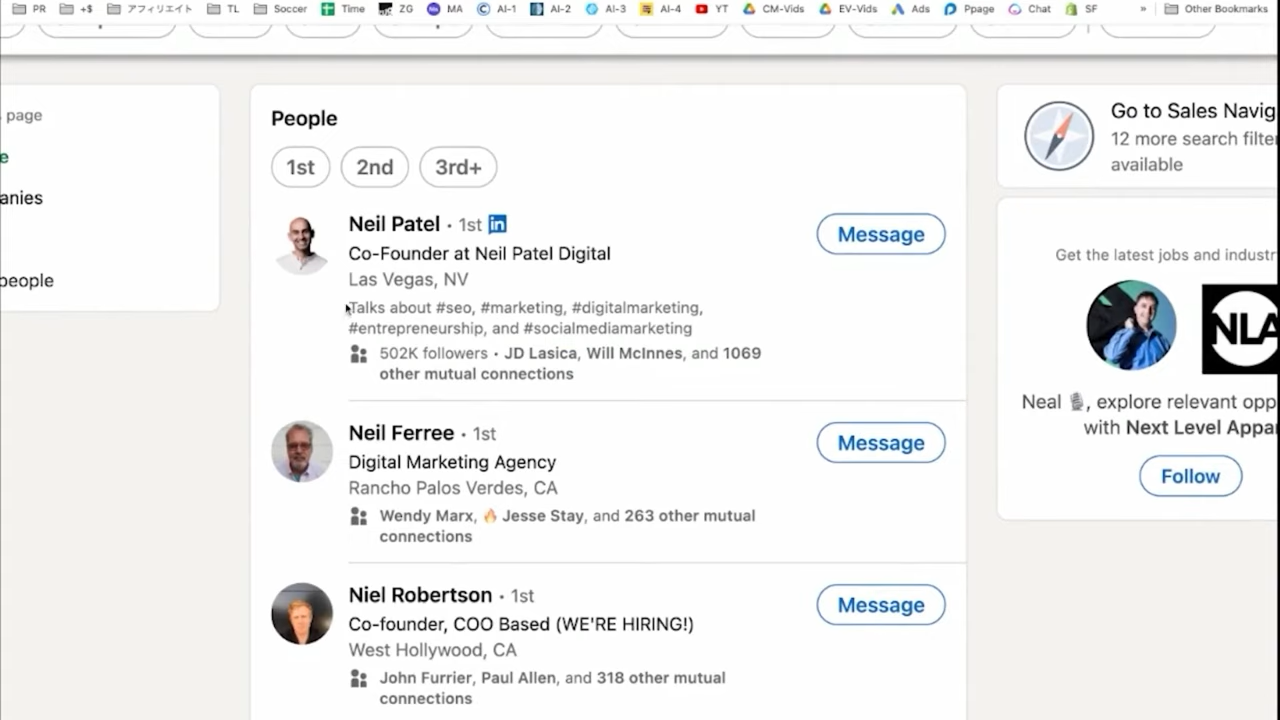 PR +$ アフィリエイト TL Soccer Time ZG MA AI-1 AI-2 AI-3 AI-4 YT CM-Vids EV-Vids Ads Ppage Chat SF » Other Bookmarks
page
e
anies
people
People
1st 2nd 3rd+
Neil Patel • 1st in
Message
Co-Founder at Neil Patel Digital
Las Vegas, NV
Talks about #seo, #marketing, #digitalmarketing,
#entrepreneurship, and #socialmediamarketing
502K followers • JD Lasica, Will McInnes, and 1069
other mutual connections
Neil Ferree • 1st
Message
Digital Marketing Agency
Rancho Palos Verdes, CA
Wendy Marx, 🔥 Jesse Stay, and 263 other mutual
connections
Niel Robertson • 1st
Message
Co-founder, COO Based (WE'RE HIRING!)
West Hollywood, CA
John Furrier, Paul Allen, and 318 other mutual
connections
Go to Sales Navig
12 more search filte
available
Get the latest jobs and industr
NLA
Neal 🎙️, explore relevant opp
with Next Level Appar
Follow